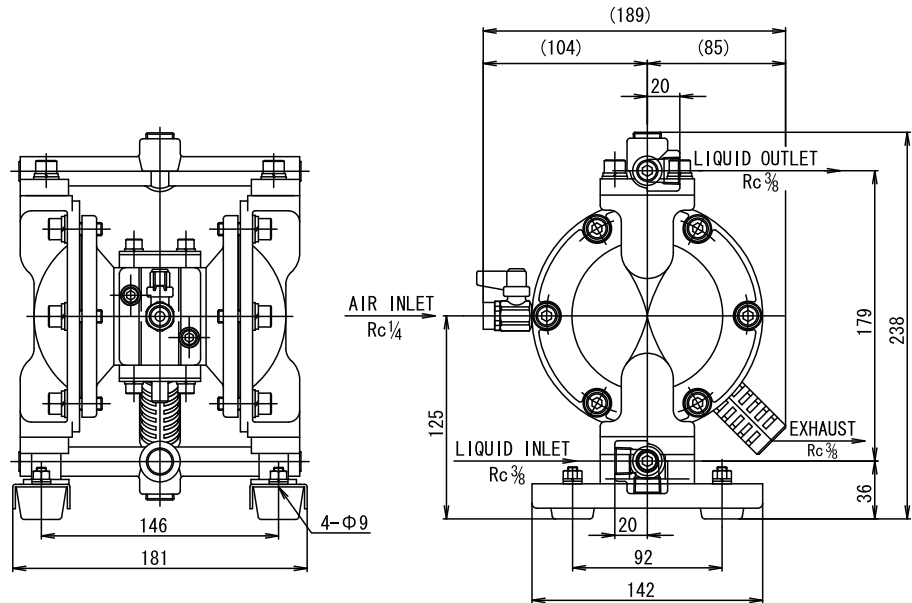 (189)
(104)
(85)
20
LIQUID OUTLET
Rc⅜
AIR INLET
Rc¼
179
238
125
LIQUID INLET
Rc⅜
EXHAUST
Rc⅜
36
4-Φ9
146
181
20
92
142